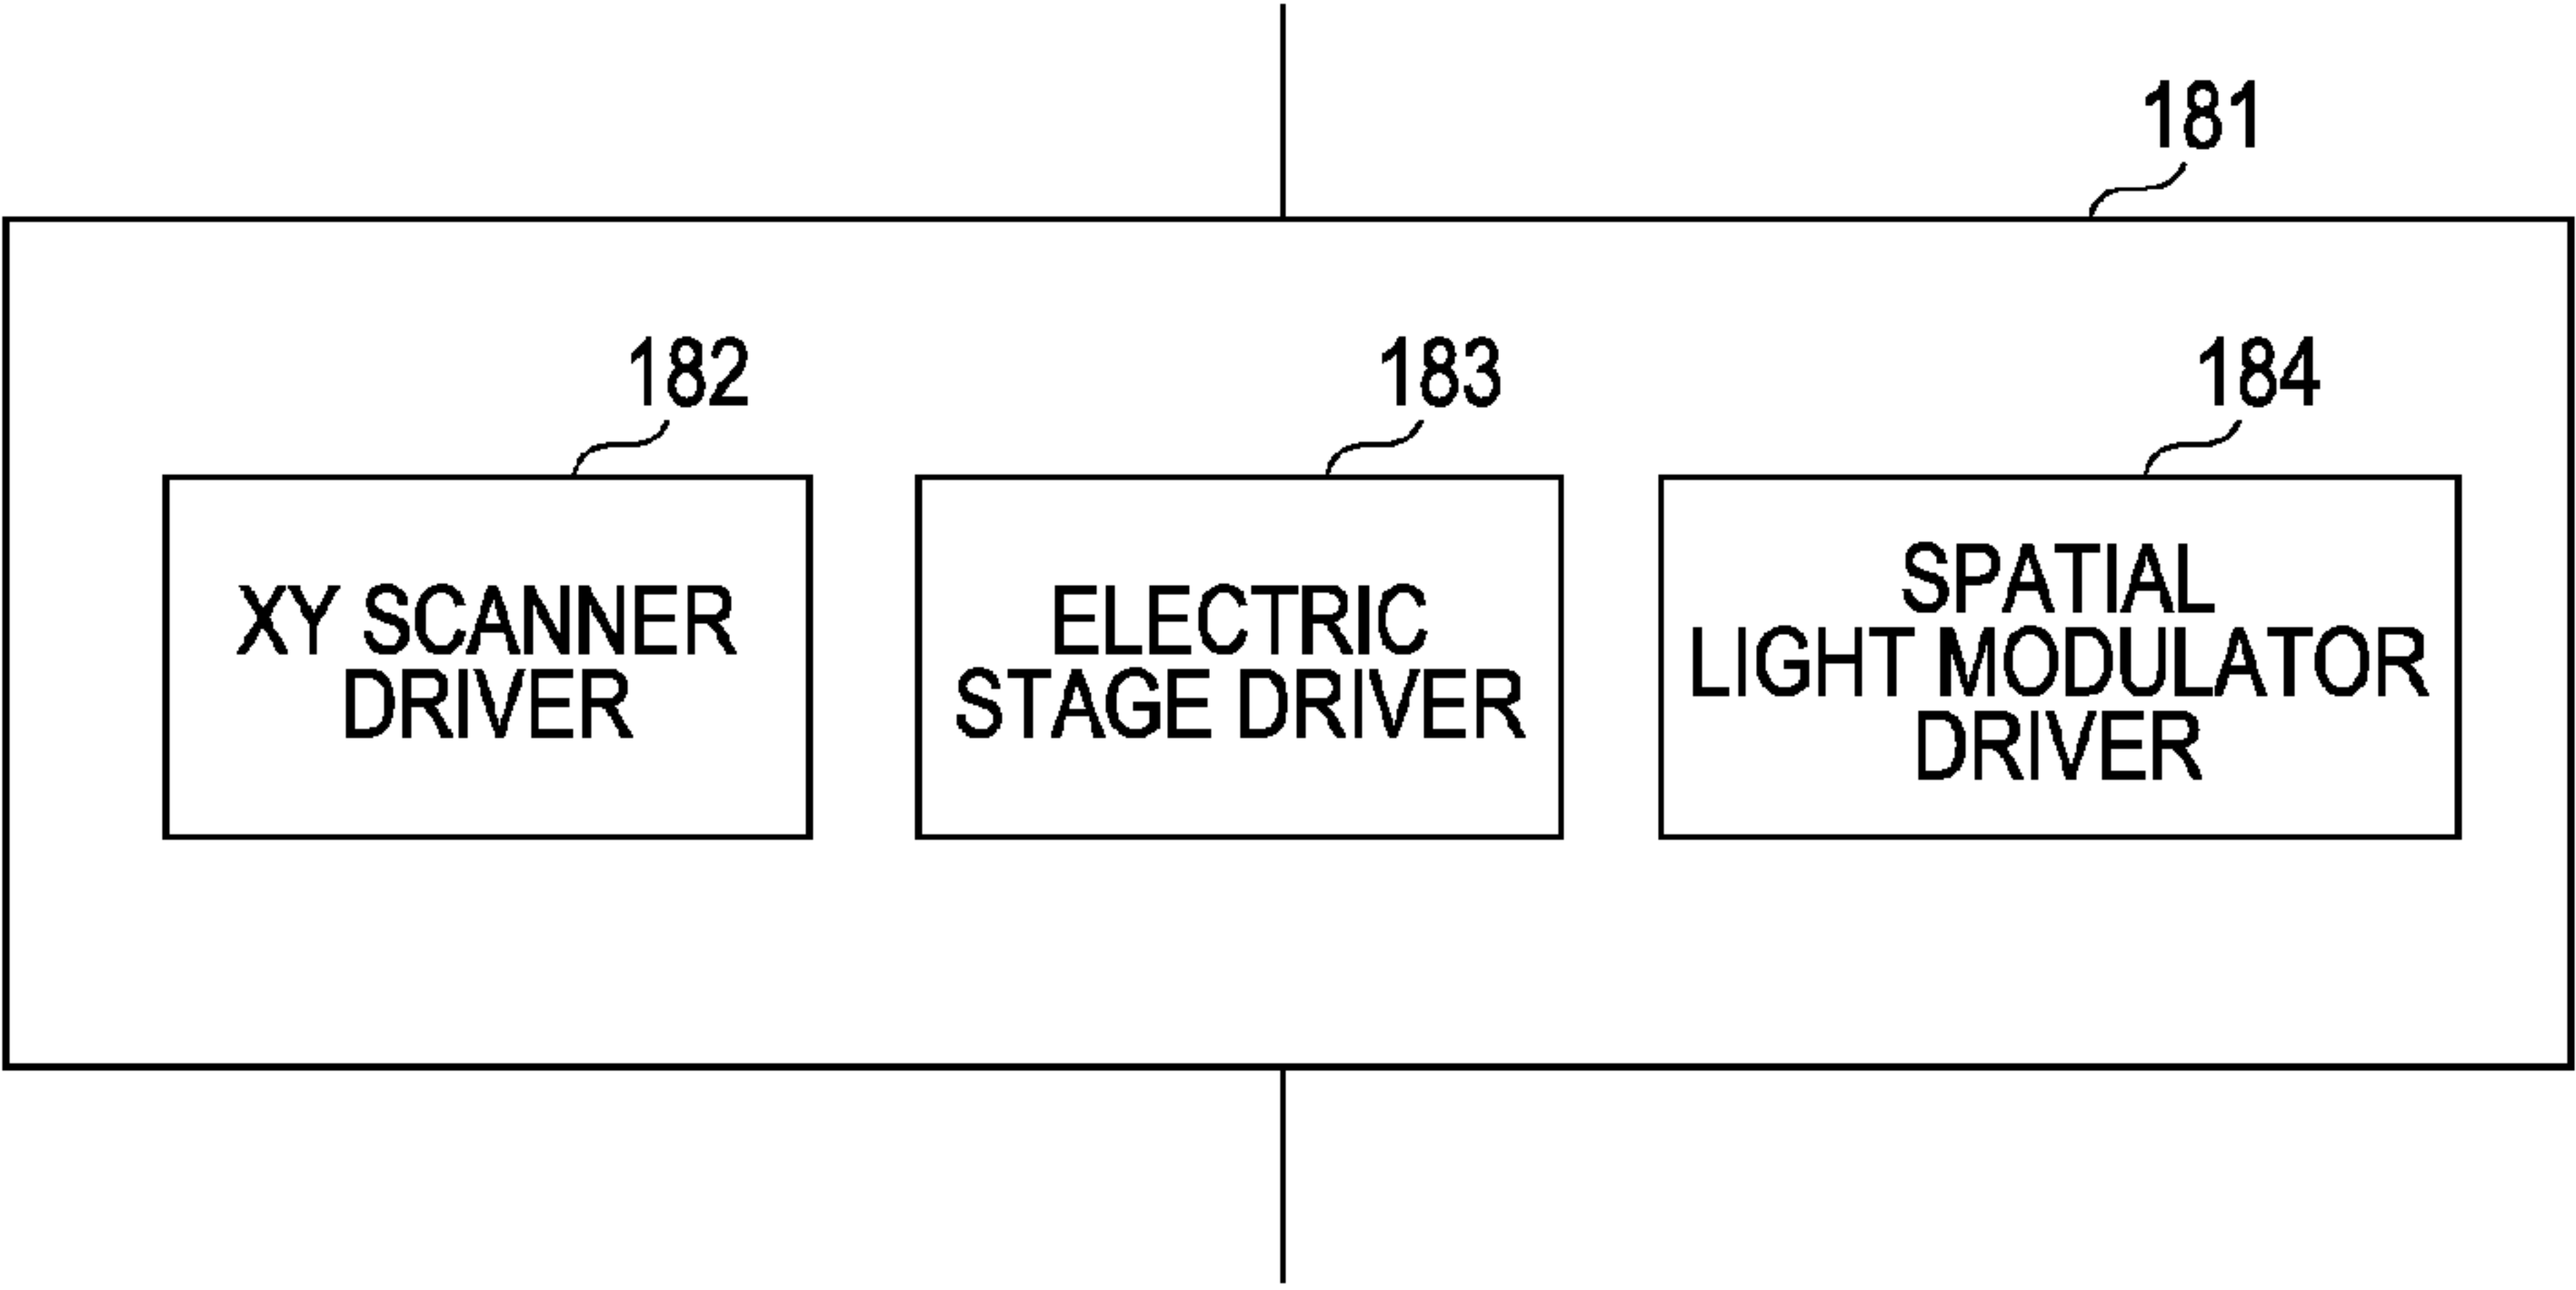 181
182
183
184
XY SCANNER
DRIVER
ELECTRIC
STAGE DRIVER
SPATIAL
LIGHT MODULATOR
DRIVER